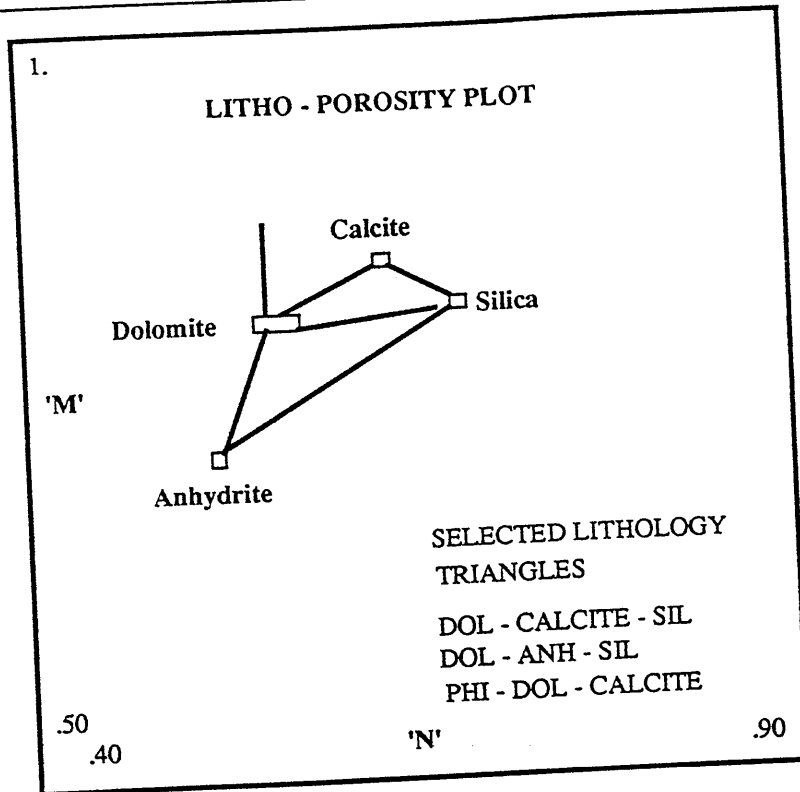 1.
LITHO - POROSITY PLOT
Calcite
Silica
Dolomite
'M'
Anhydrite
SELECTED LITHOLOGY
TRIANGLES
DOL - CALCITE - SIL
DOL - ANH - SIL
PHI - DOL - CALCITE
.50
.40
'N'
.90